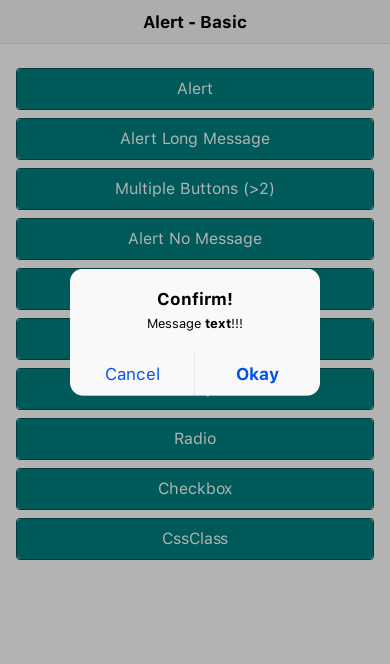 Alert - Basic
Alert
Alert Long Message
Multiple Buttons (>2)
Alert No Message
Confirm!
Message text!!!
Cancel
Okay
Radio
Checkbox
CssClass